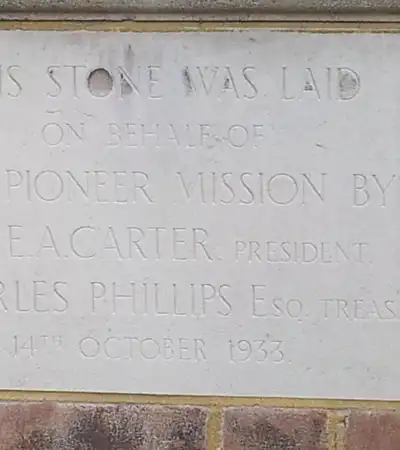 IS STONE WAS LAID
ON BEHALF OF
PIONEER MISSION BY
E.A.CARTER. PRESIDENT.
RLES PHILLIPS ESQ. TREAS
14TH OCTOBER 1933.